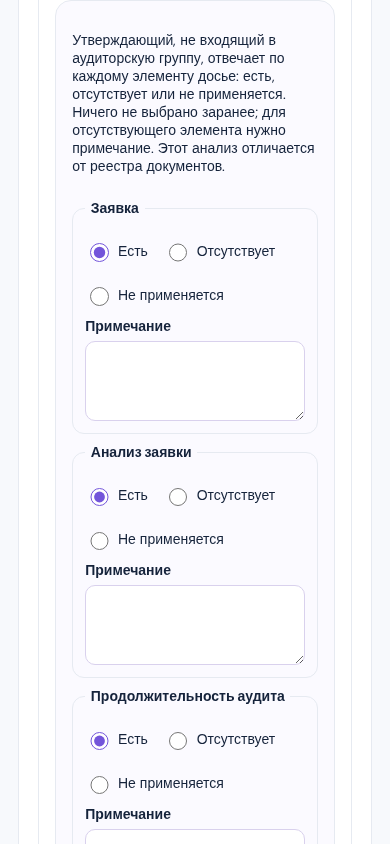 Утверждающий, не входящий в
аудиторскую группу, отвечает по
каждому элементу досье: есть,
отсутствует или не применяется.
Ничего не выбрано заранее; для
отсутствующего элемента нужно
примечание. Этот анализ отличается
от реестра документов.
Заявка
Есть Отсутствует
Не применяется
Примечание
Анализ заявки
Есть Отсутствует
Не применяется
Примечание
Продолжительность аудита
Есть Отсутствует
Не применяется
Примечание